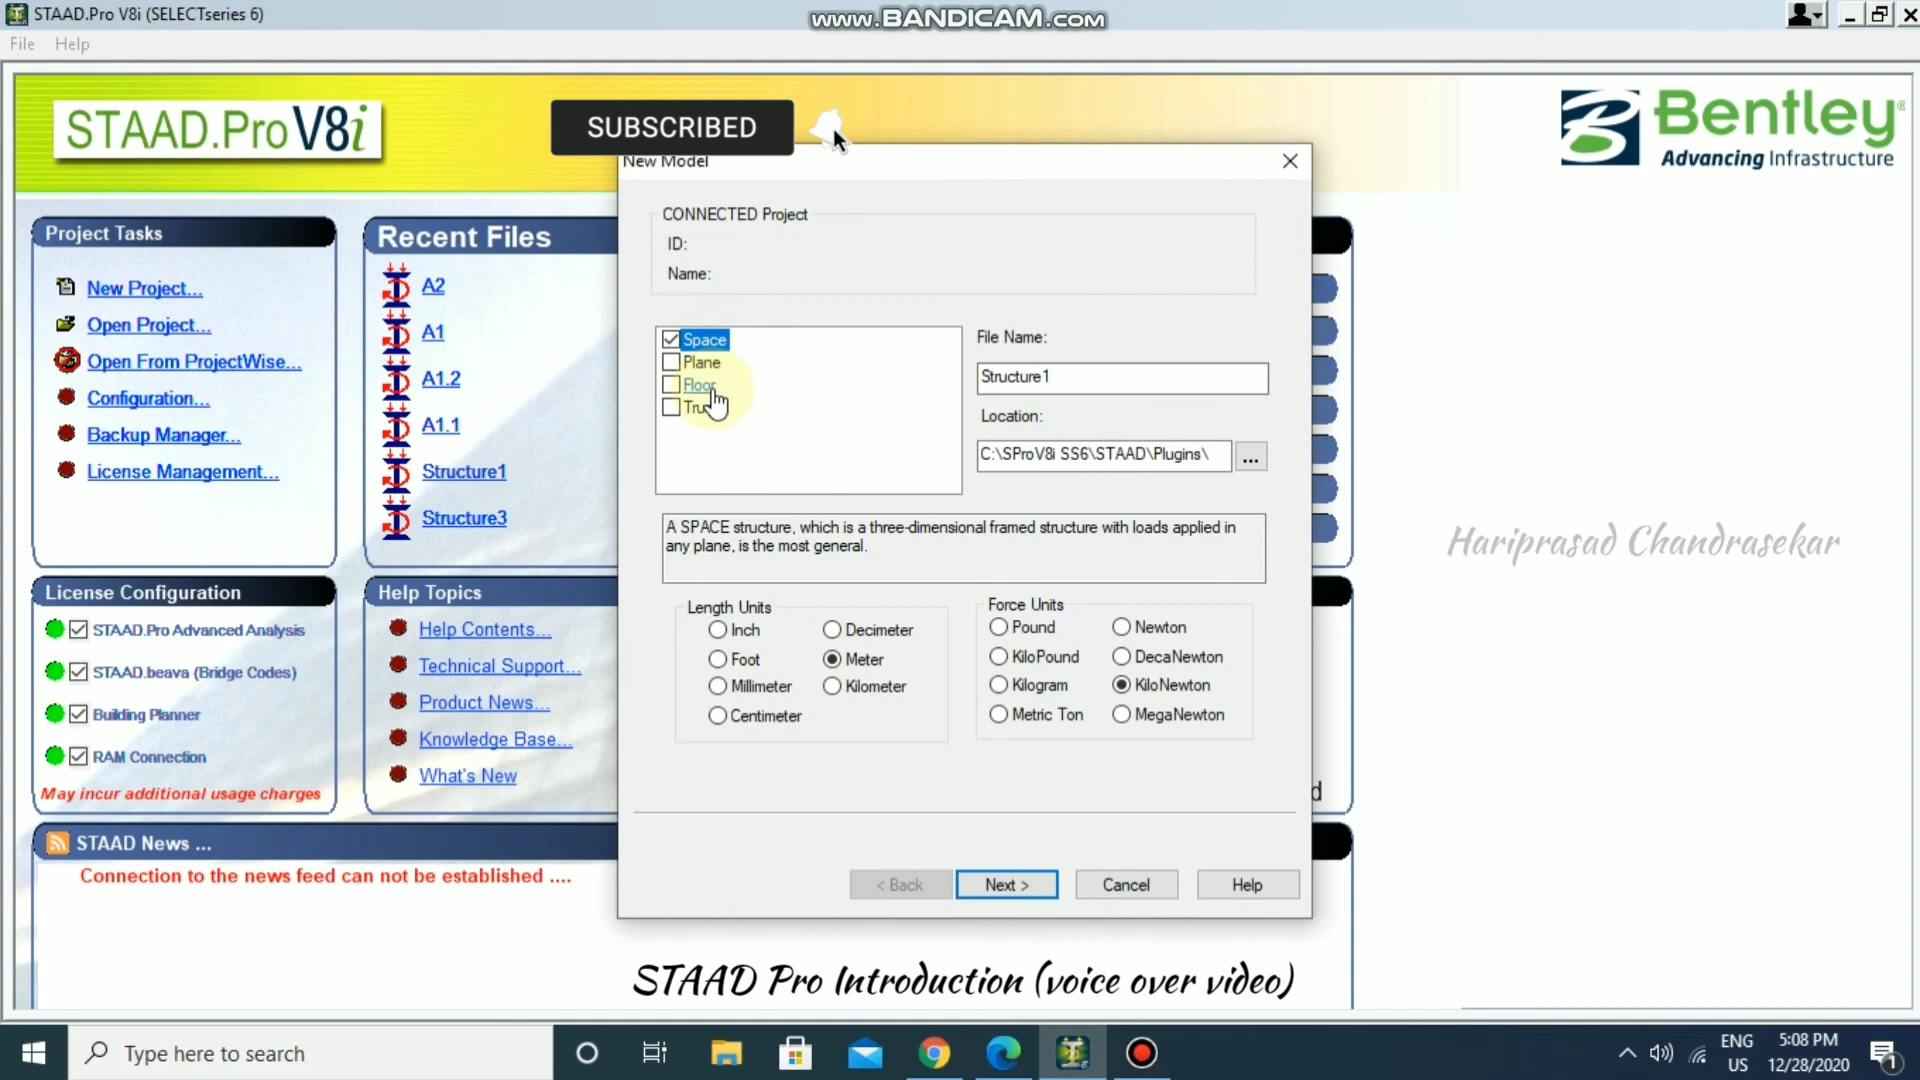 STAAD.Pro V8i (SELECTseries 6)
www.BANDICAM.com
File Help
STAAD.Pro V8i
SUBSCRIBED
Bentley®
Advancing Infrastructure
Project Tasks
New Project...
Open Project...
Open From ProjectWise...
Configuration...
Backup Manager...
License Management...
Recent Files
A2
A1
A1.2
A1.1
Structure1
Structure3
License Configuration
STAAD.Pro Advanced Analysis
STAAD.beava (Bridge Codes)
Building Planner
RAM Connection
May incur additional usage charges
Help Topics
Help Contents...
Technical Support...
Product News...
Knowledge Base...
What's New
STAAD News ...
Connection to the news feed can not be established ....
New Model
CONNECTED Project
ID:
Name:
Space
Plane
Floor
File Name:
Structure1
Location:
C:\SProV8i SS6\STAAD\Plugins\
...
A SPACE structure, which is a three-dimensional framed structure with loads applied in
any plane, is the most general.
Length Units
Inch Decimeter
Foot Meter
Millimeter Kilometer
Centimeter
Force Units
Pound Newton
KiloPound DecaNewton
Kilogram KiloNewton
Metric Ton MegaNewton
< Back Next > Cancel Help
Hariprasad Chandrasekar
STAAD Pro Introduction (voice over video)
Type here to search
ENG
US
5:08 PM
12/28/2020
1